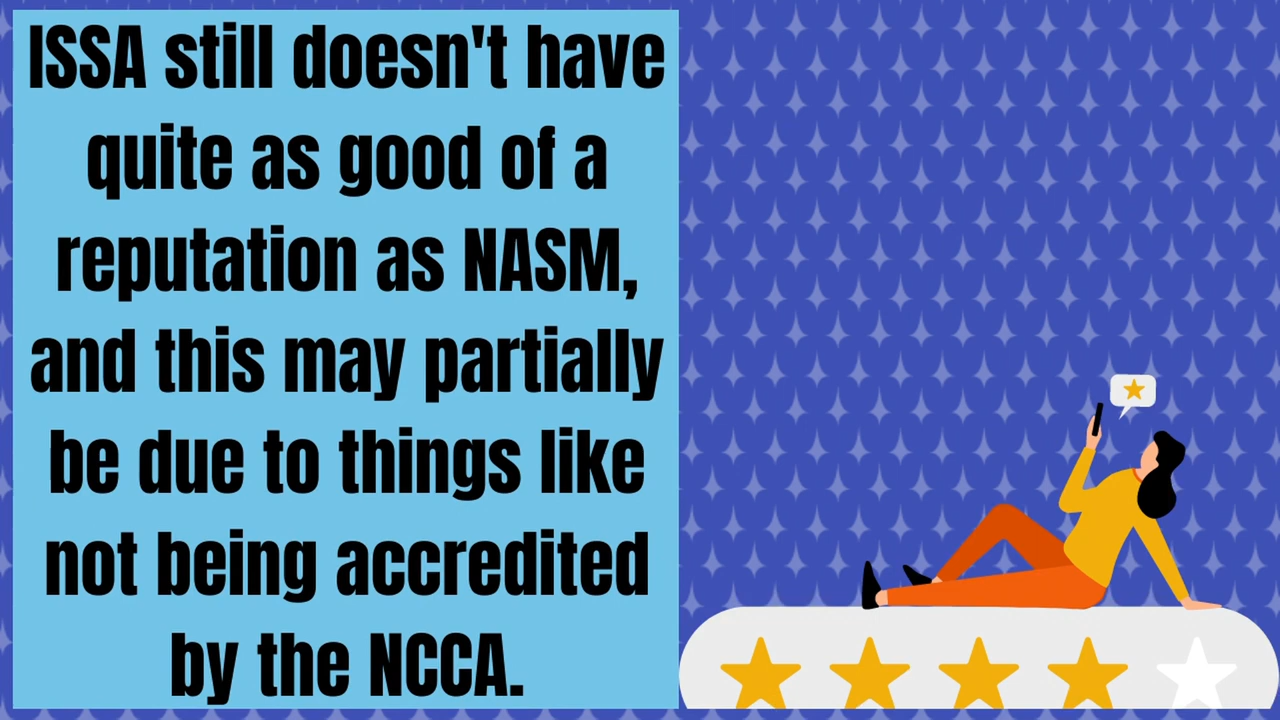 ISSA still doesn't have
quite as good of a
reputation as NASM,
and this may partially
be due to things like
not being accredited
by the NCCA.